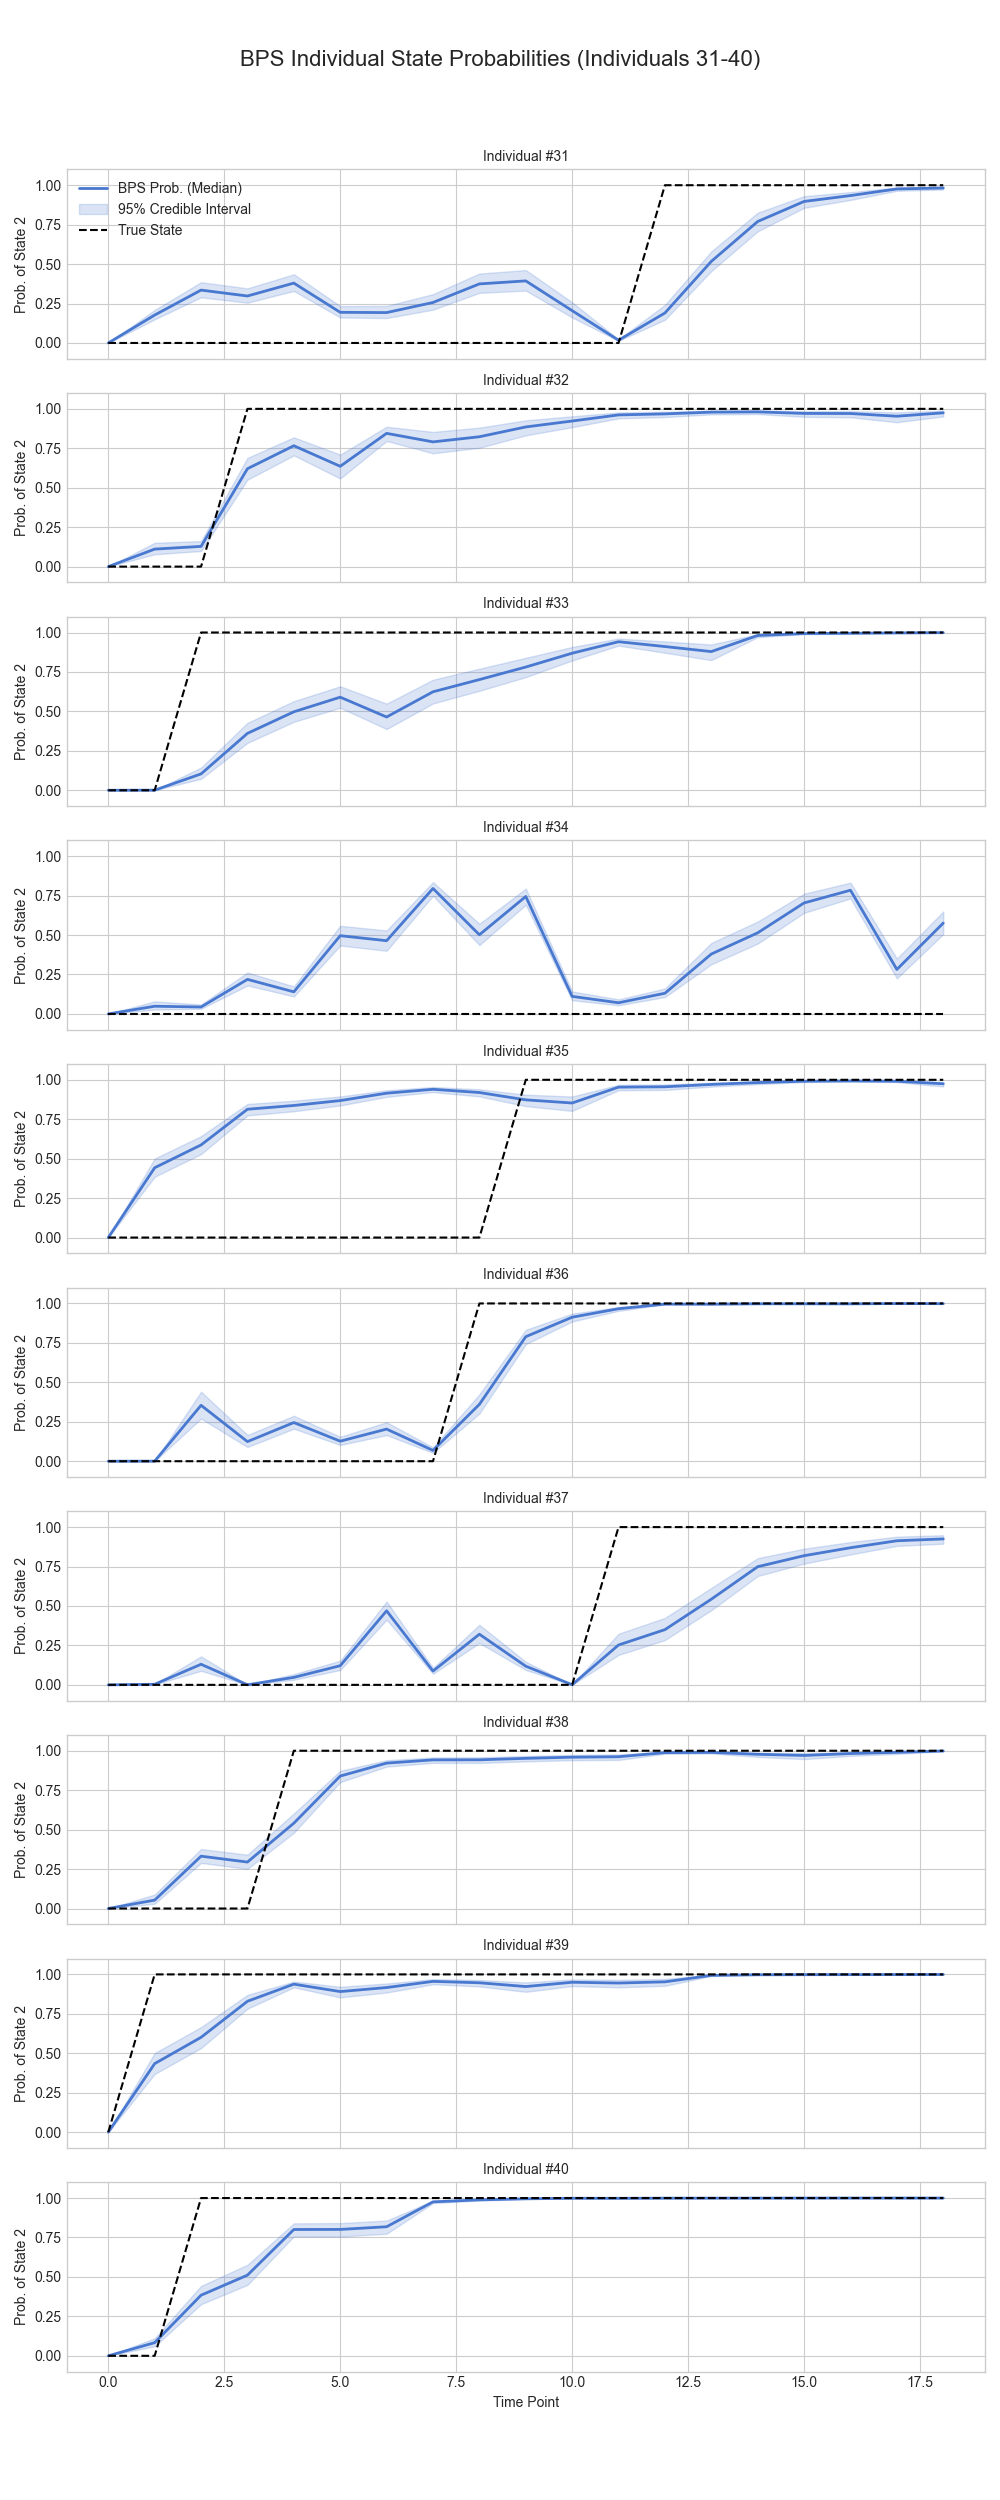 BPS Individual State Probabilities (Individuals 31-40)
Individual #31
BPS Prob. (Median)
95% Credible Interval
True State
1.00
0.75
0.50
0.25
0.00
Prob. of State 2
Individual #32
1.00
0.75
0.50
0.25
0.00
Prob. of State 2
Individual #33
1.00
0.75
0.50
0.25
0.00
Prob. of State 2
Individual #34
1.00
0.75
0.50
0.25
0.00
Prob. of State 2
Individual #35
1.00
0.75
0.50
0.25
0.00
Prob. of State 2
Individual #36
1.00
0.75
0.50
0.25
0.00
Prob. of State 2
Individual #37
1.00
0.75
0.50
0.25
0.00
Prob. of State 2
Individual #38
1.00
0.75
0.50
0.25
0.00
Prob. of State 2
Individual #39
1.00
0.75
0.50
0.25
0.00
Prob. of State 2
Individual #40
1.00
0.75
0.50
0.25
0.00
Prob. of State 2
0.0 2.5 5.0 7.5 10.0 12.5 15.0 17.5
Time Point